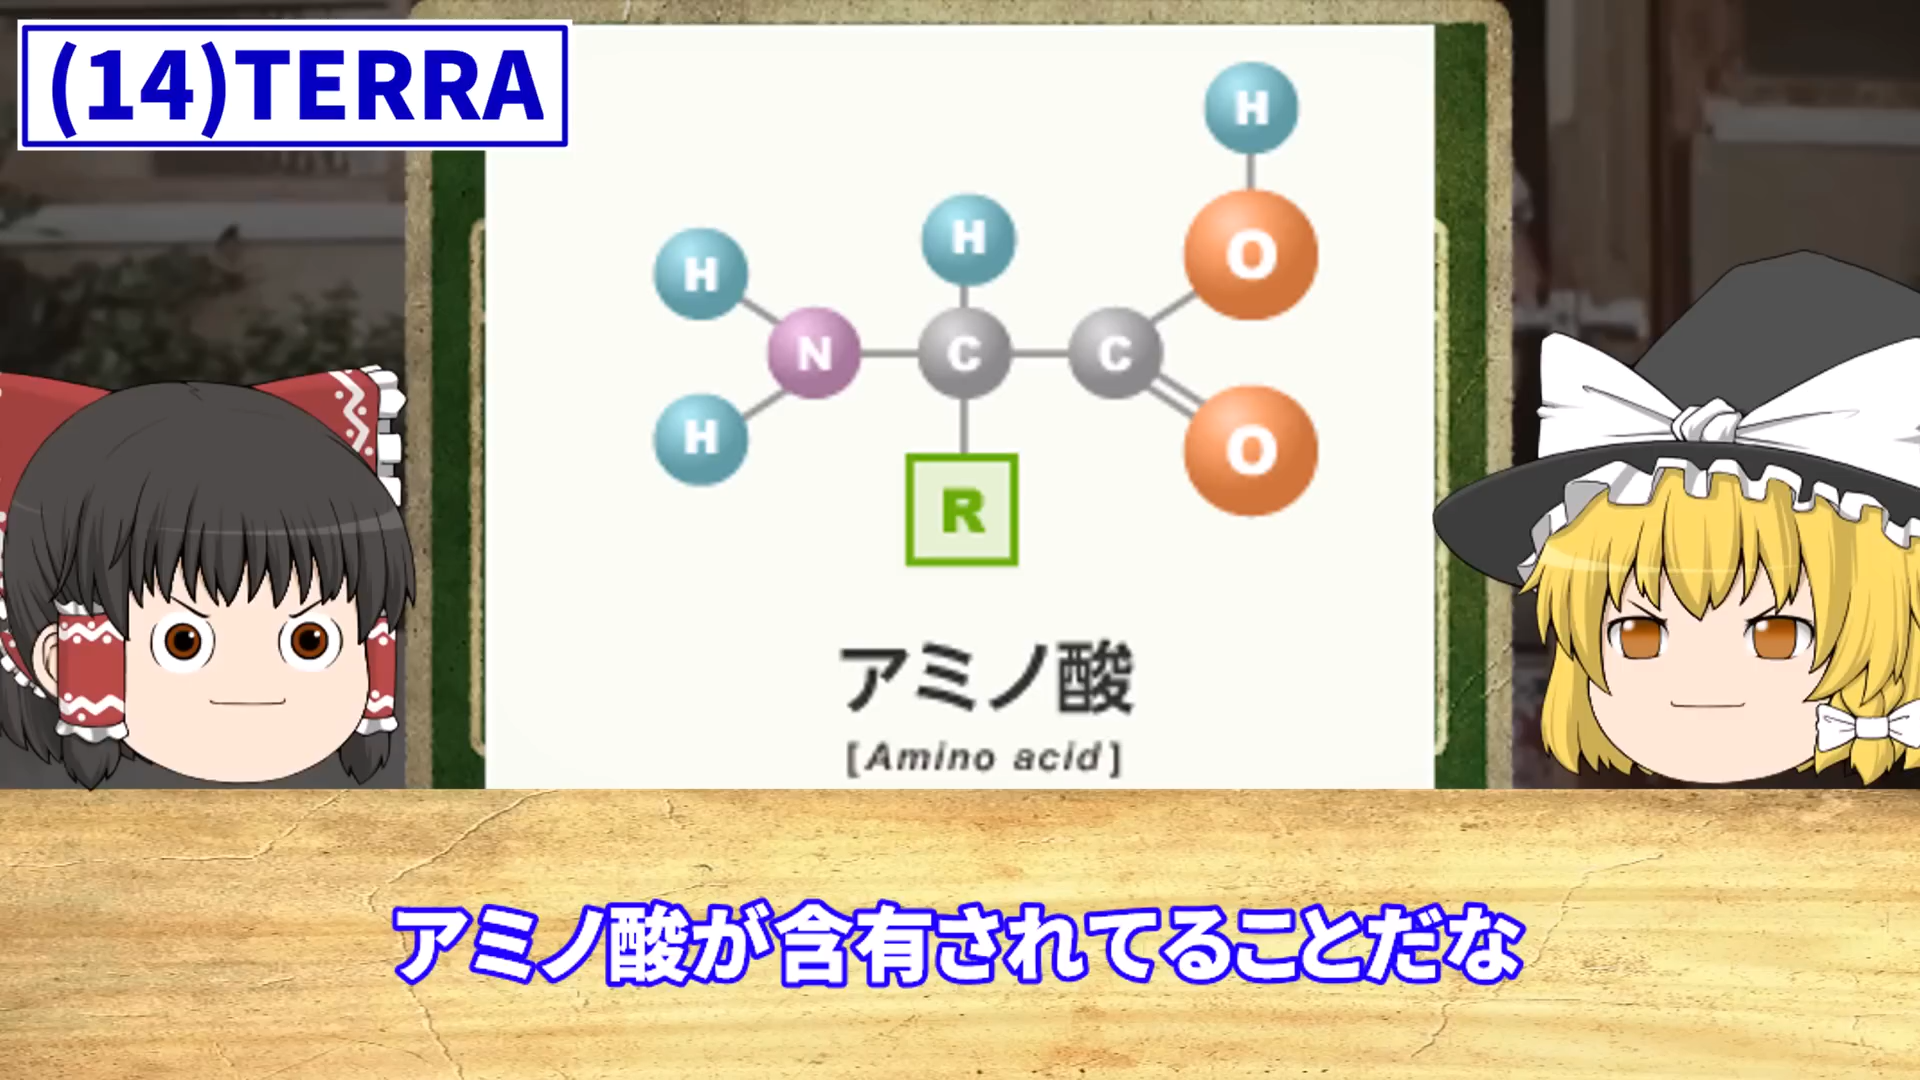 (14)TERRA
H
H
H
O
N
C
C
H
O
R
アミノ酸
[Amino acid]
アミノ酸が含有されてることだな